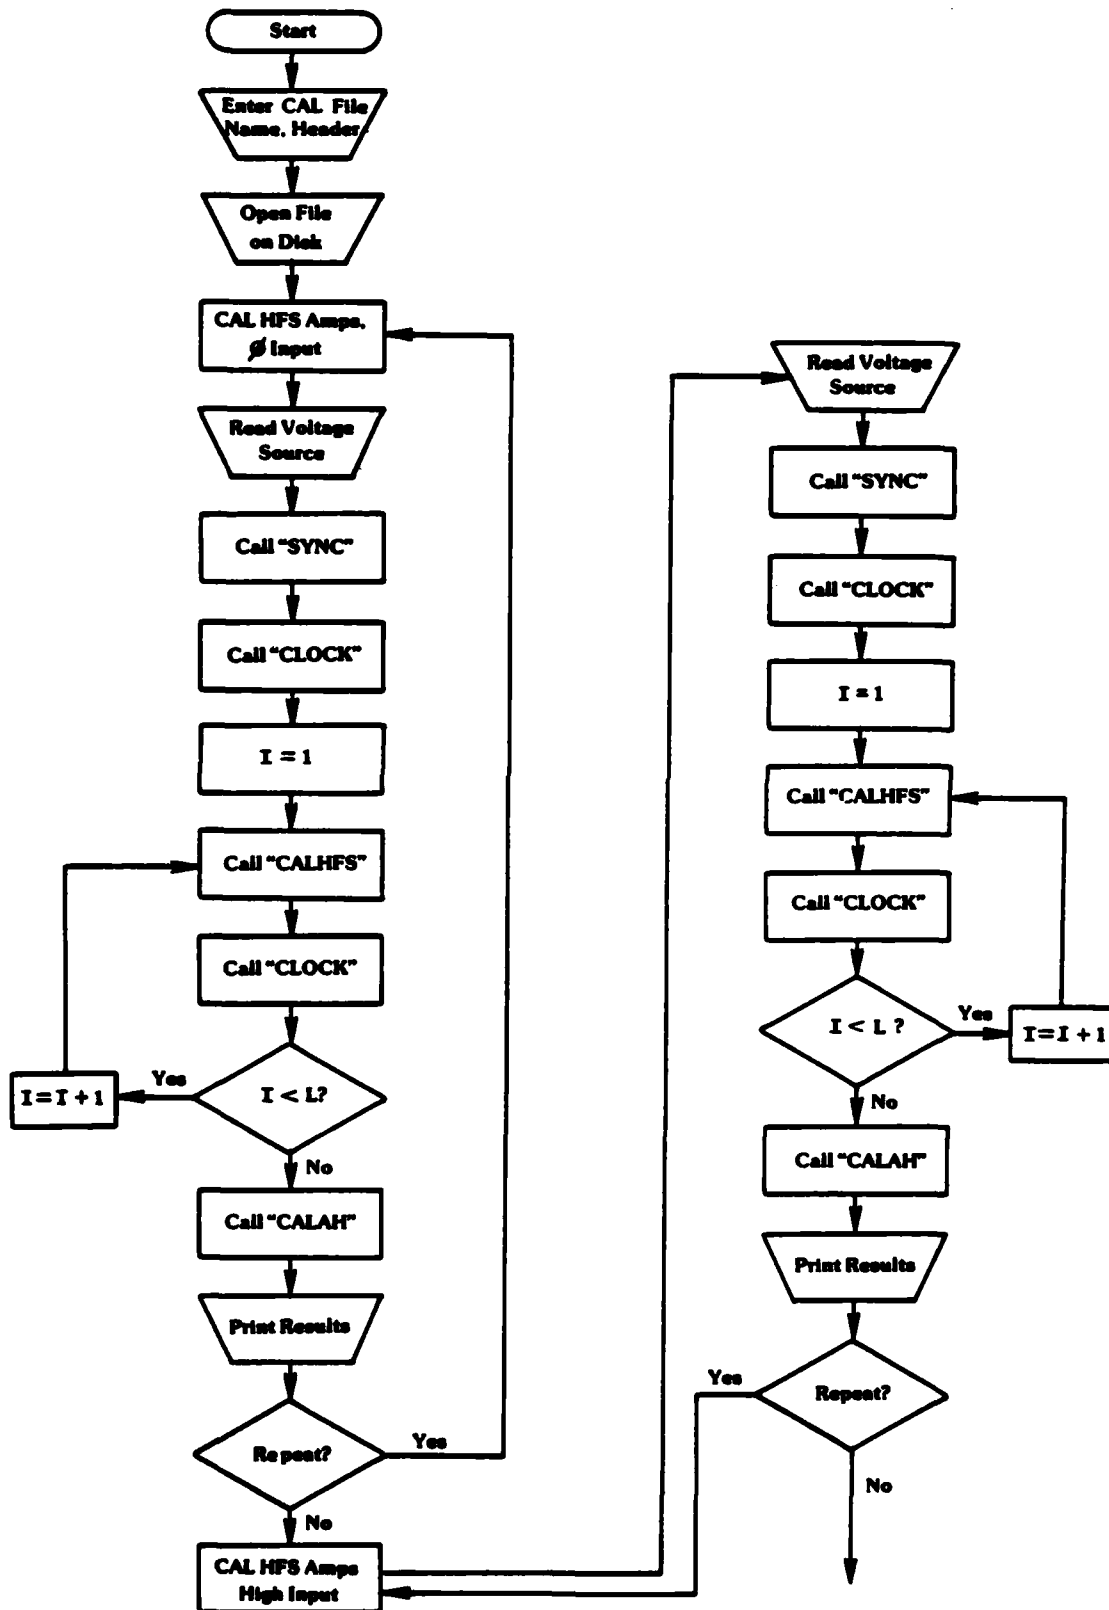 Start
Enter CAL File
Name, Header
Open File
on Disk
CAL HFS Amps,
Ø Input
Read Voltage
Source
Call "SYNC"
Call "CLOCK"
I = 1
Call "CALHFS"
Call "CLOCK"
I < L?
Yes
I = I + 1
No
Call "CALAH"
Print Results
Repeat?
Yes
No
CAL HFS Amps
High Input
Read Voltage
Source
Call "SYNC"
Call "CLOCK"
I = 1
Call "CALHFS"
Call "CLOCK"
I < L ?
Yes
I = I + 1
No
Call "CALAH"
Print Results
Repeat?
Yes
No